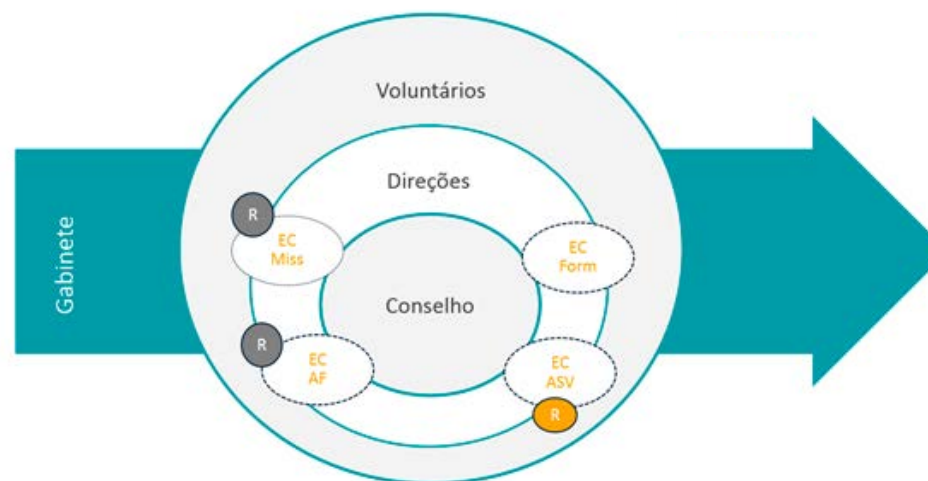 Voluntários
Direções
R
EC
Miss
EC
Form
Gabinete
Conselho
R
EC
AF
EC
ASV
R